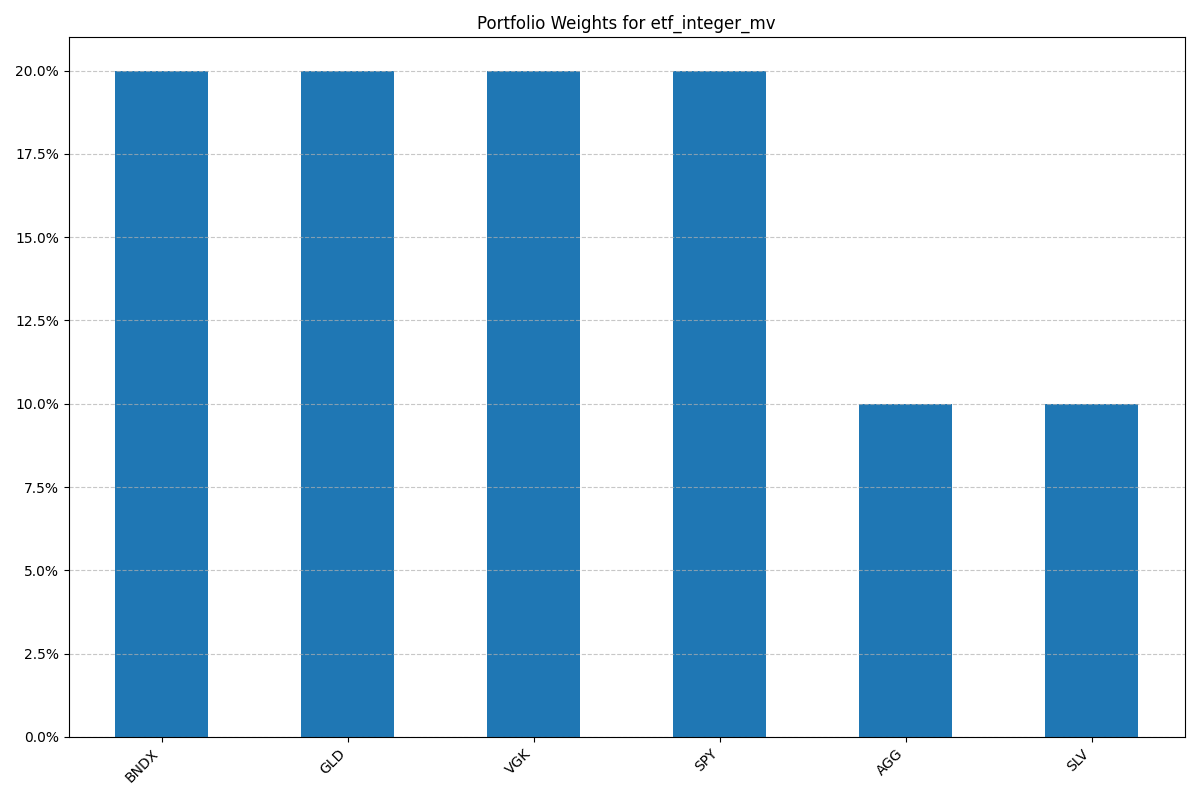 Portfolio Weights for etf_integer_mv
20.0%
17.5%
15.0%
12.5%
10.0%
7.5%
5.0%
2.5%
0.0%
BNDX
GLD
VGK
SPY
AGG
SLV